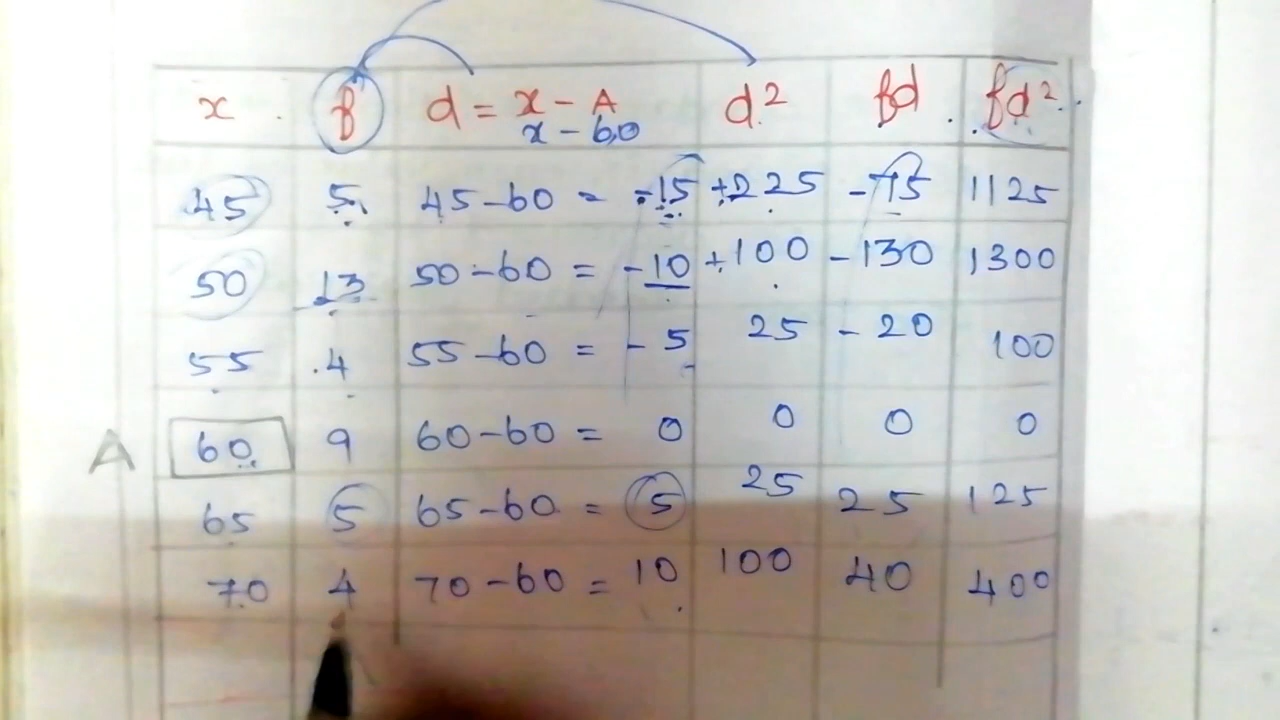 x f d = x - A d² fd fd²
x - 60
45 5 45 - 60 = -15 +225 -75 1125
50 13 50 - 60 = -10 +100 -130 1300
55 4 55 - 60 = -5 25 -20 100
A 60 9 60 - 60 = 0 0 0 0
65 5 65 - 60 = 5 25 25 125
70 4 70 - 60 = 10 100 40 400